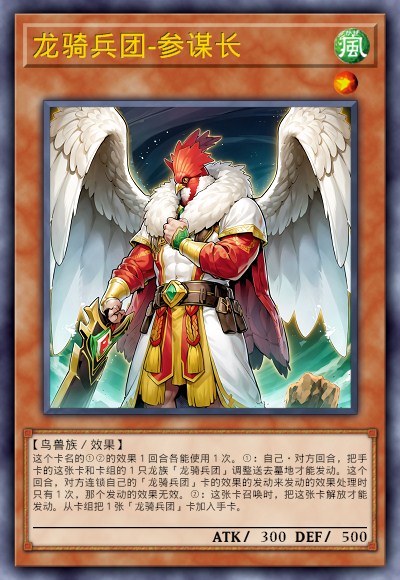 龙骑兵团-参谋长
風
【鸟兽族／效果】
这个卡名的①②的效果1回合各能使用1次。①：自己·对方回合，把手
卡的这张卡和卡组的1只龙族「龙骑兵团」调整送去墓地才能发动。这个
回合，对方连锁自己的「龙骑兵团」卡的效果的发动来发动的效果处理时
只有1次，那个发动的效果无效。②：这张卡召唤时，把这张卡解放才能
发动。从卡组把1张「龙骑兵团」卡加入手卡。
ATK/ 300 DEF/ 500